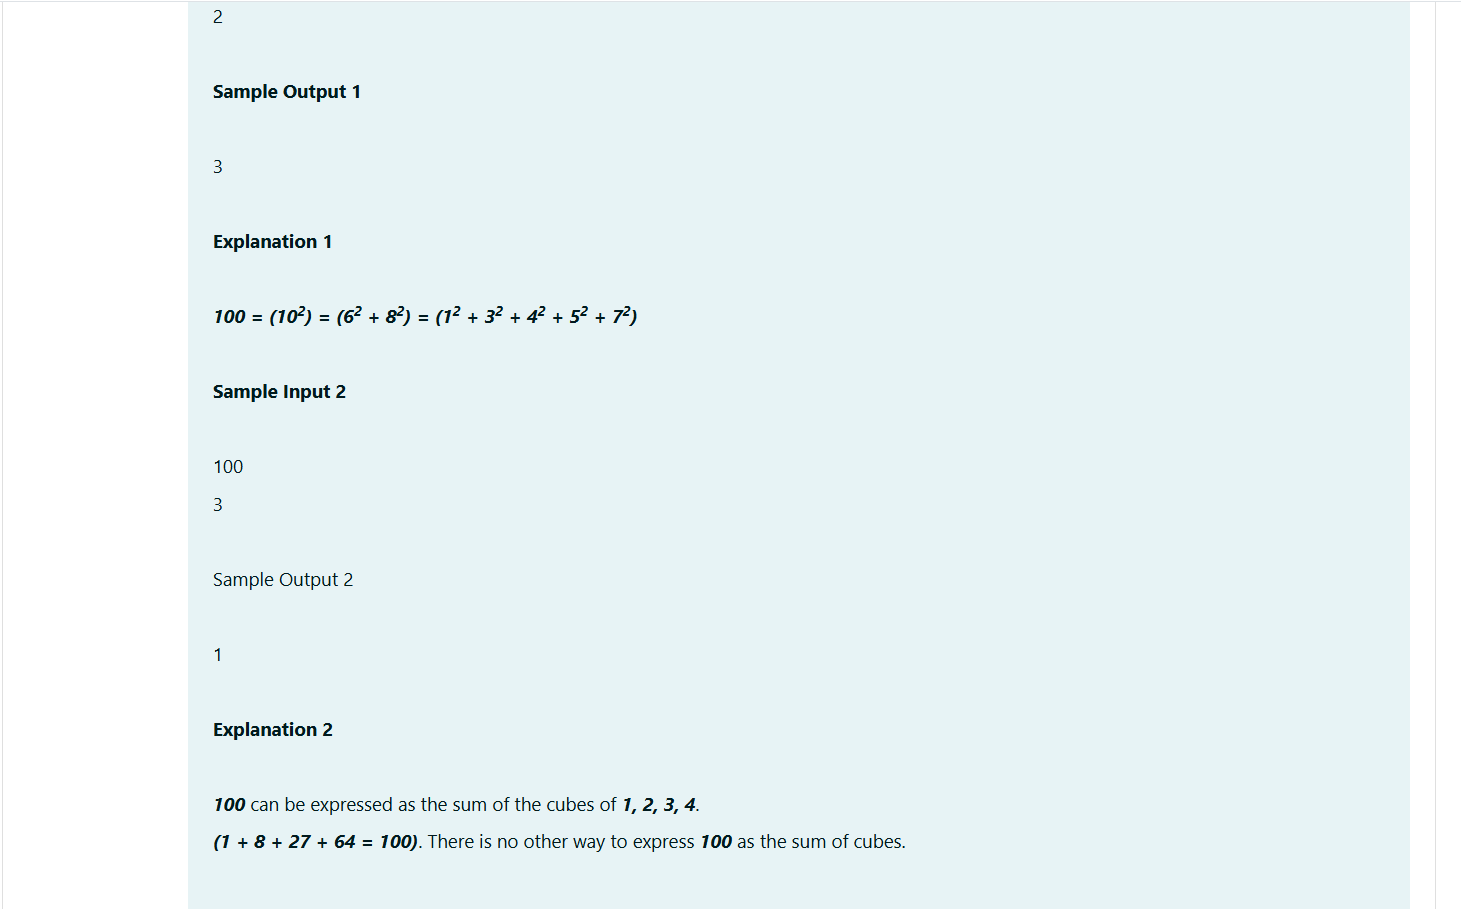 2
Sample Output 1
3
Explanation 1
100 = (10²) = (6² + 8²) = (1² + 3² + 4² + 5² + 7²)
Sample Input 2
100
3
Sample Output 2
1
Explanation 2
100 can be expressed as the sum of the cubes of 1, 2, 3, 4.
(1 + 8 + 27 + 64 = 100). There is no other way to express 100 as the sum of cubes.